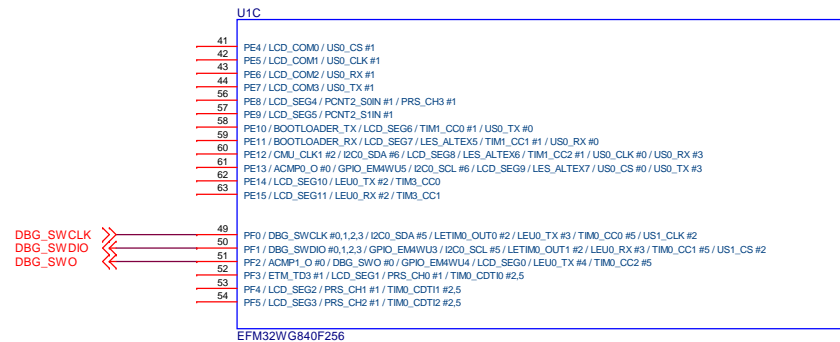 U1C
41 PE4 / LCD_COM0 / US0_CS #1
42 PE5 / LCD_COM1 / US0_CLK #1
43 PE6 / LCD_COM2 / US0_RX #1
44 PE7 / LCD_COM3 / US0_TX #1
56 PE8 / LCD_SEG4 / PCNT2_S0IN #1 / PRS_CH3 #1
57 PE9 / LCD_SEG5 / PCNT2_S1IN #1
58 PE10 / BOOTLOADER_TX / LCD_SEG6 / TIM1_CC0 #1 / US0_TX #0
59 PE11 / BOOTLOADER_RX / LCD_SEG7 / LES_ALTEX5 / TIM1_CC1 #1 / US0_RX #0
60 PE12 / CMU_CLK1 #2 / I2C0_SDA #6 / LCD_SEG8 / LES_ALTEX6 / TIM1_CC2 #1 / US0_CLK #0 / US0_RX #3
61 PE13 / ACMP0_O #0 / GPIO_EM4WU5 / I2C0_SCL #6 / LCD_SEG9 / LES_ALTEX7 / US0_CS #0 / US0_TX #3
62 PE14 / LCD_SEG10 / LEU0_TX #2 / TIM3_CC0
63 PE15 / LCD_SEG11 / LEU0_RX #2 / TIM3_CC1
DBG_SWCLK 49 PF0 / DBG_SWCLK #0,1,2,3 / I2C0_SDA #5 / LETIM0_OUT0 #2 / LEU0_TX #3 / TIM0_CC0 #5 / US1_CLK #2
DBG_SWDIO 50 PF1 / DBG_SWDIO #0,1,2,3 / GPIO_EM4WU3 / I2C0_SCL #5 / LETIM0_OUT1 #2 / LEU0_RX #3 / TIM0_CC1 #5 / US1_CS #2
DBG_SWO 51 PF2 / ACMP1_O #0 / DBG_SWO #0 / GPIO_EM4WU4 / LCD_SEG0 / LEU0_TX #4 / TIM0_CC2 #5
52 PF3 / ETM_TD3 #1 / LCD_SEG1 / PRS_CH0 #1 / TIM0_CDTI0 #2,5
53 PF4 / LCD_SEG2 / PRS_CH1 #1 / TIM0_CDTI1 #2,5
54 PF5 / LCD_SEG3 / PRS_CH2 #1 / TIM0_CDTI2 #2,5
EFM32WG840F256